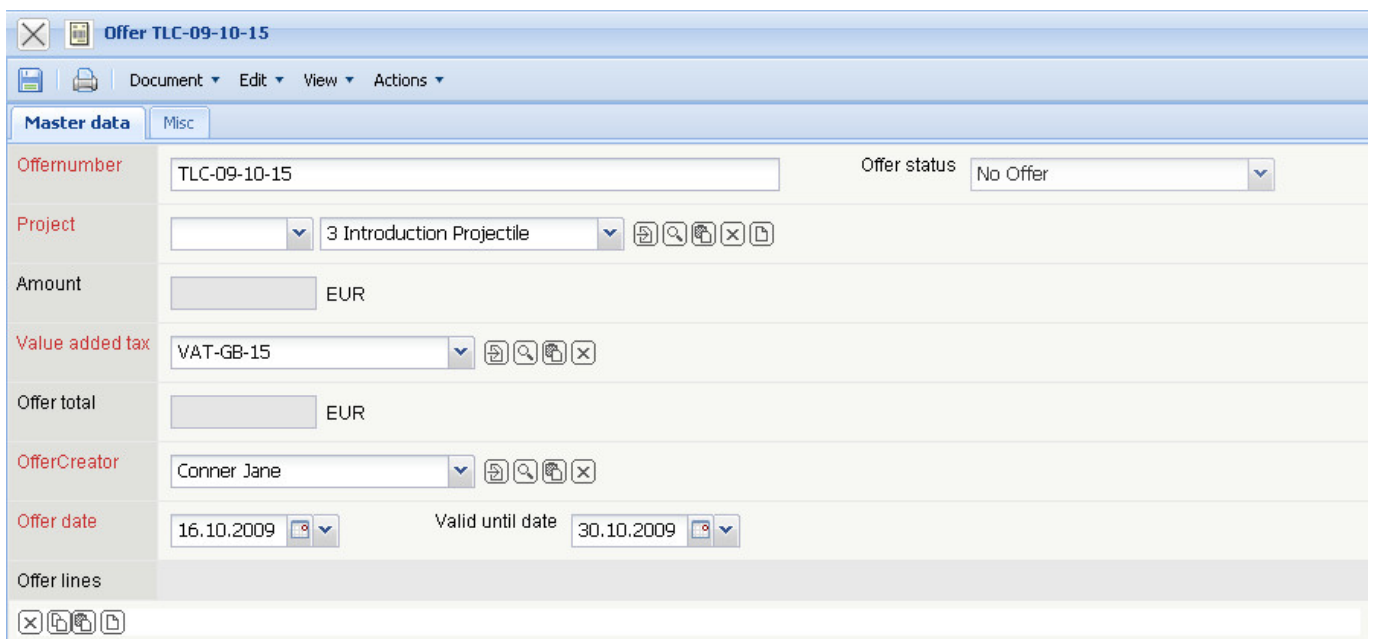 Offer TLC-09-10-15
Document Edit View Actions
Master data Misc
Offernumber TLC-09-10-15 Offer status No Offer
Project 3 Introduction Projectile
Amount EUR
Value added tax VAT-GB-15
Offer total EUR
OfferCreator Conner Jane
Offer date 16.10.2009 Valid until date 30.10.2009
Offer lines